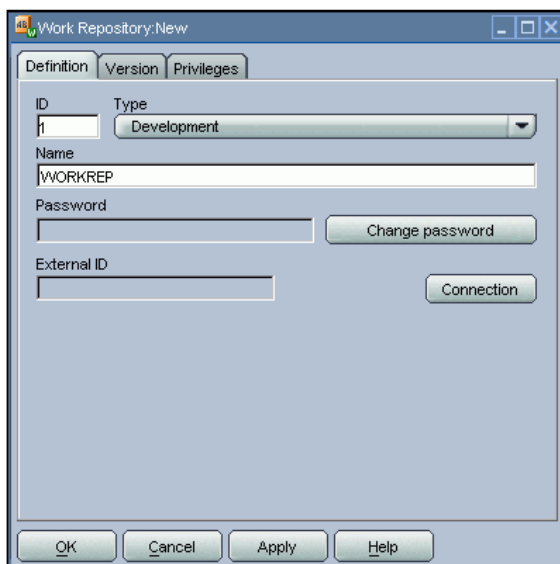 Work Repository:New
Definition Version Privileges
ID Type
1 Development
Name
WORKREP
Password
Change password
External ID
Connection
OK Cancel Apply Help